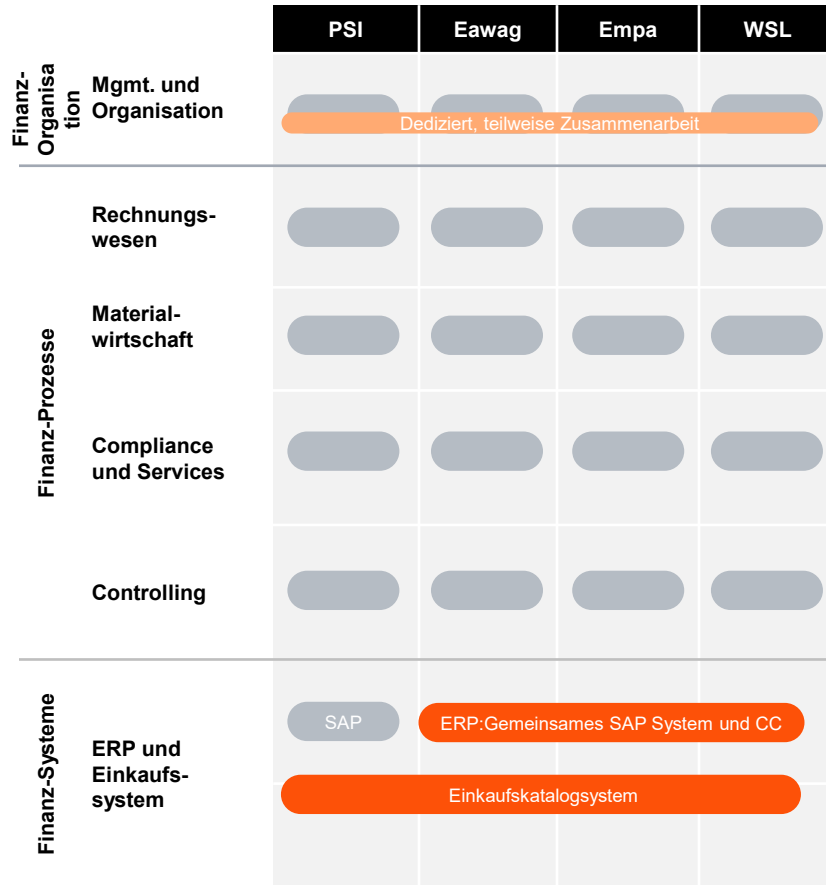 PSI Eawag Empa WSL
Finanz-
Organisa
tion
Mgmt. und
Organisation
Dediziert, teilweise Zusammenarbeit
Finanz-Prozesse
Rechnungs-
wesen
Material-
wirtschaft
Compliance
und Services
Controlling
Finanz-Systeme
ERP und
Einkaufs-
system
SAP
ERP:Gemeinsames SAP System und CC
Einkaufskatalogsystem